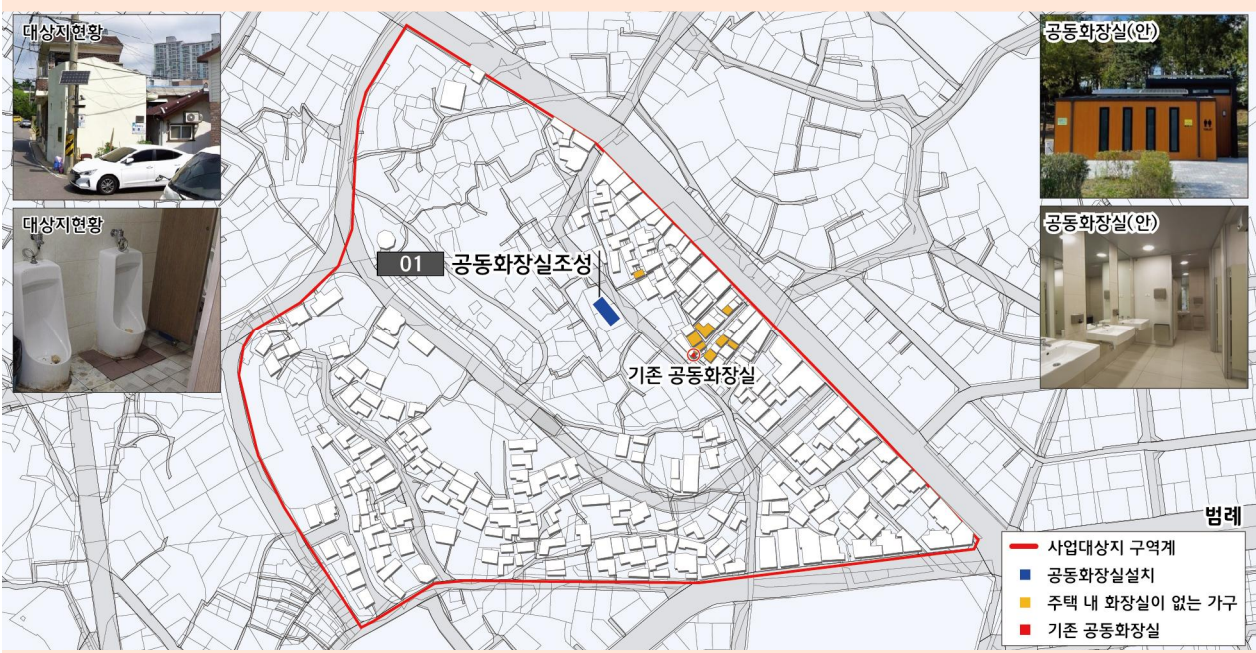 대상지현황
공동화장실(안)
대상지현황
공동화장실(안)
01 공동화장실조성
기존 공동화장실
범례
사업대상지 구역계
공동화장실설치
주택 내 화장실이 없는 가구
기존 공동화장실